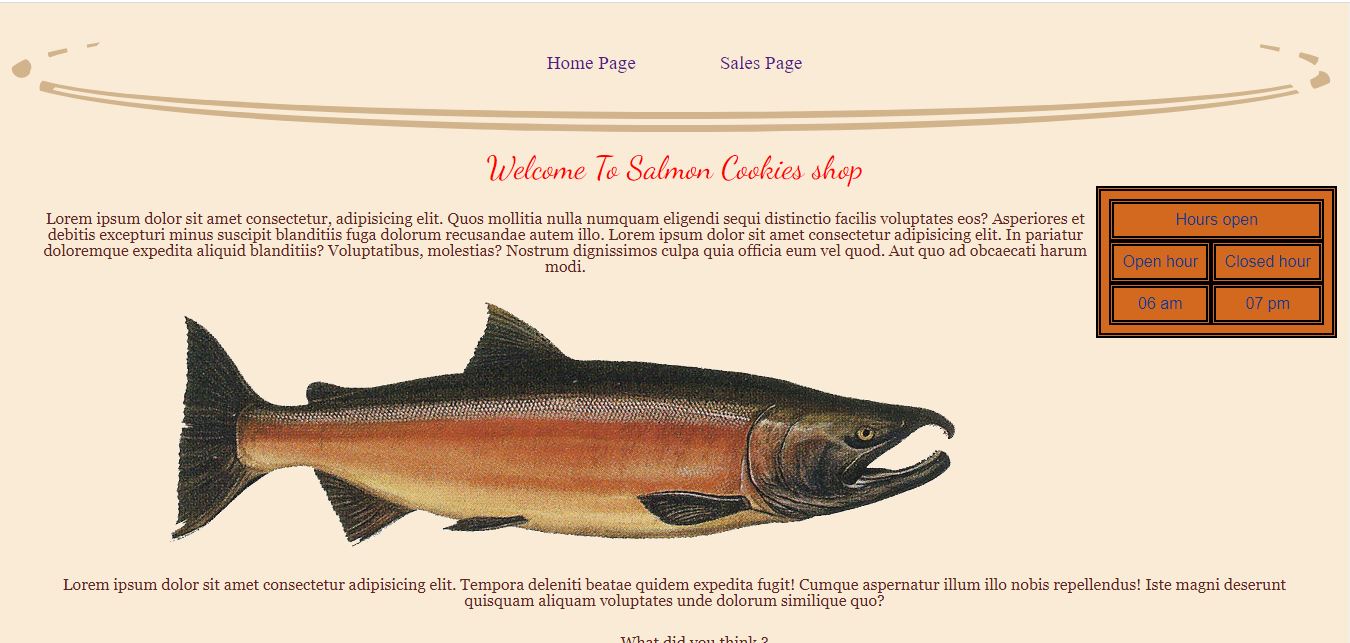 Home Page
Sales Page
Welcome To Salmon Cookies shop
Lorem ipsum dolor sit amet consectetur, adipisicing elit. Quos mollitia nulla numquam eligendi sequi distinctio facilis voluptates eos? Asperiores et
debitis excepturi minus suscipit blanditiis fuga dolorum recusandae autem illo. Lorem ipsum dolor sit amet consectetur adipisicing elit. In pariatur
doloremque expedita aliquid blanditiis? Voluptatibus, molestias? Nostrum dignissimos culpa quia officia eum vel quod. Aut quo ad obcaecati harum
modi.
Hours open
Open hour
Closed hour
06 am
07 pm
Lorem ipsum dolor sit amet consectetur adipisicing elit. Tempora deleniti beatae quidem expedita fugit! Cumque aspernatur illum illo nobis repellendus! Iste magni deserunt
quisquam aliquam voluptates unde dolorum similique quo?
What did you think ?